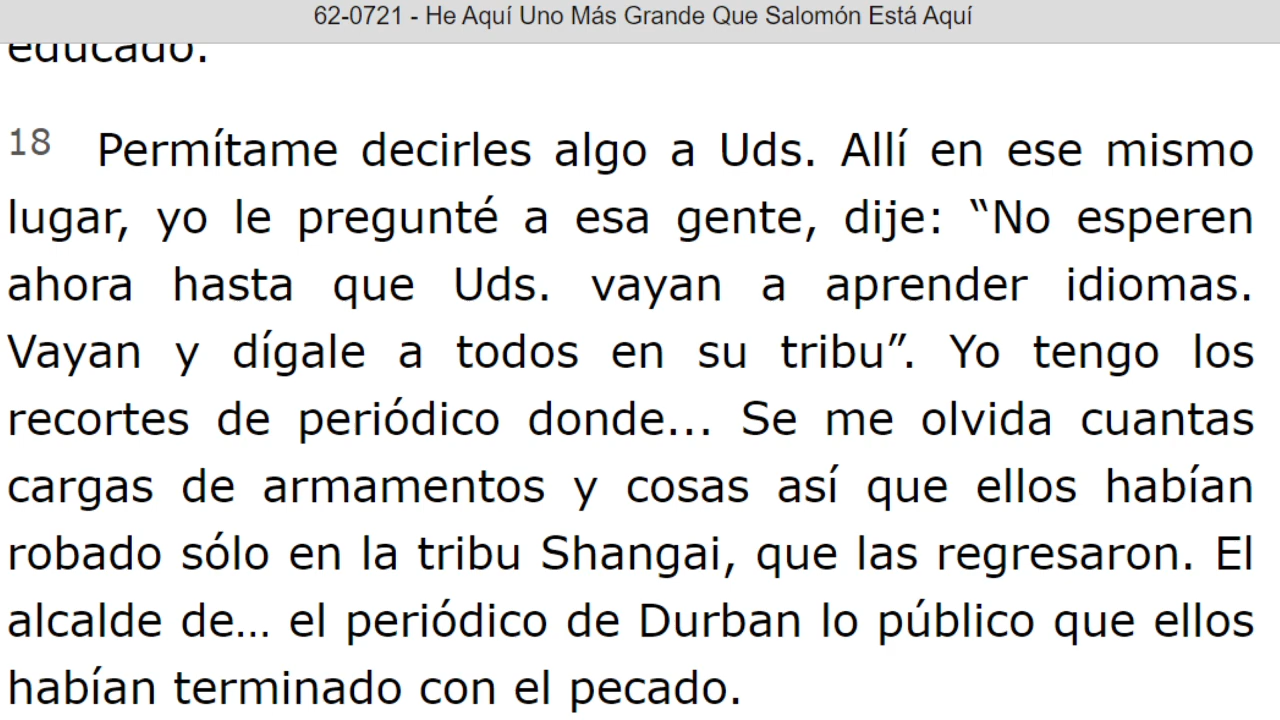 62-0721 - He Aquí Uno Más Grande Que Salomón Está Aquí
educado.
18 Permítame decirles algo a Uds. Allí en ese mismo
lugar, yo le pregunté a esa gente, dije: “No esperen
ahora hasta que Uds. vayan a aprender idiomas.
Vayan y dígale a todos en su tribu”. Yo tengo los
recortes de periódico donde... Se me olvida cuantas
cargas de armamentos y cosas así que ellos habían
robado sólo en la tribu Shangai, que las regresaron. El
alcalde de... el periódico de Durban lo público que ellos
habían terminado con el pecado.